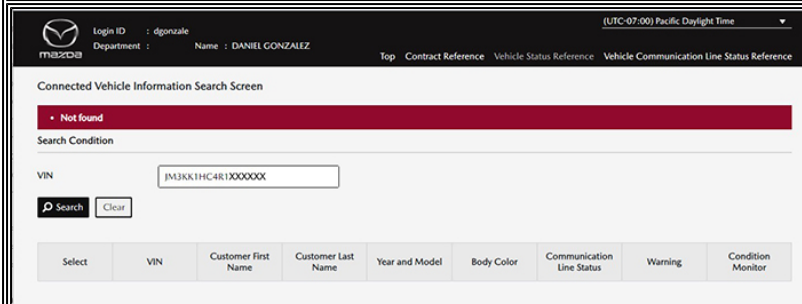 (UTC-07:00) Pacific Daylight Time
Login ID : dgonzale
Department : Name : DANIEL GONZALEZ
mazda
Top Contract Reference Vehicle Status Reference Vehicle Communication Line Status Reference
Connected Vehicle Information Search Screen
• Not found
Search Condition
VIN JM3KK1HC4R1XXXXXX
Search Clear
Select VIN Customer First Name Customer Last Name Year and Model Body Color Communication Line Status Warning Condition Monitor